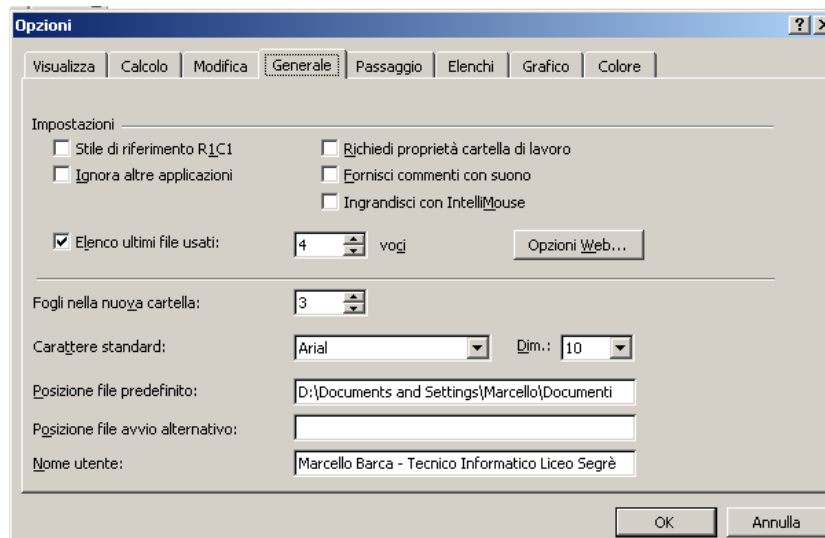 Opzioni
Visualizza Calcolo Modifica Generale Passaggio Elenchi Grafico Colore
Impostazioni
Stile di riferimento R1C1 Richiedi proprietà cartella di lavoro
Ignora altre applicazioni Fornisci commenti con suono
Ingrandisci con IntelliMouse
Elenco ultimi file usati: 4 voci Opzioni Web...
Fogli nella nuova cartella: 3
Carattere standard: Arial Dim.: 10
Posizione file predefinito: D:\Documents and Settings\Marcello\Documenti
Posizione file avvio alternativo:
Nome utente: Marcello Barca - Tecnico Informatico Liceo Segrè
OK Annulla